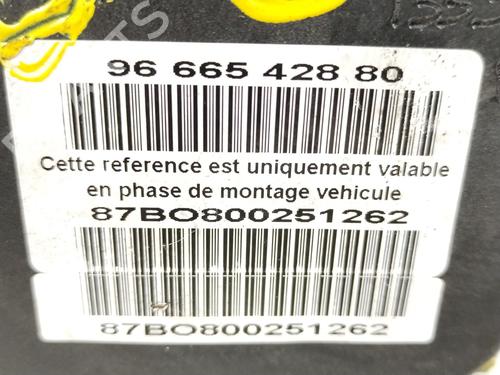 96 665 428 80
Cette reference est uniquement valable
en phase de montage vehicule
87BO800251262
87BO800251262